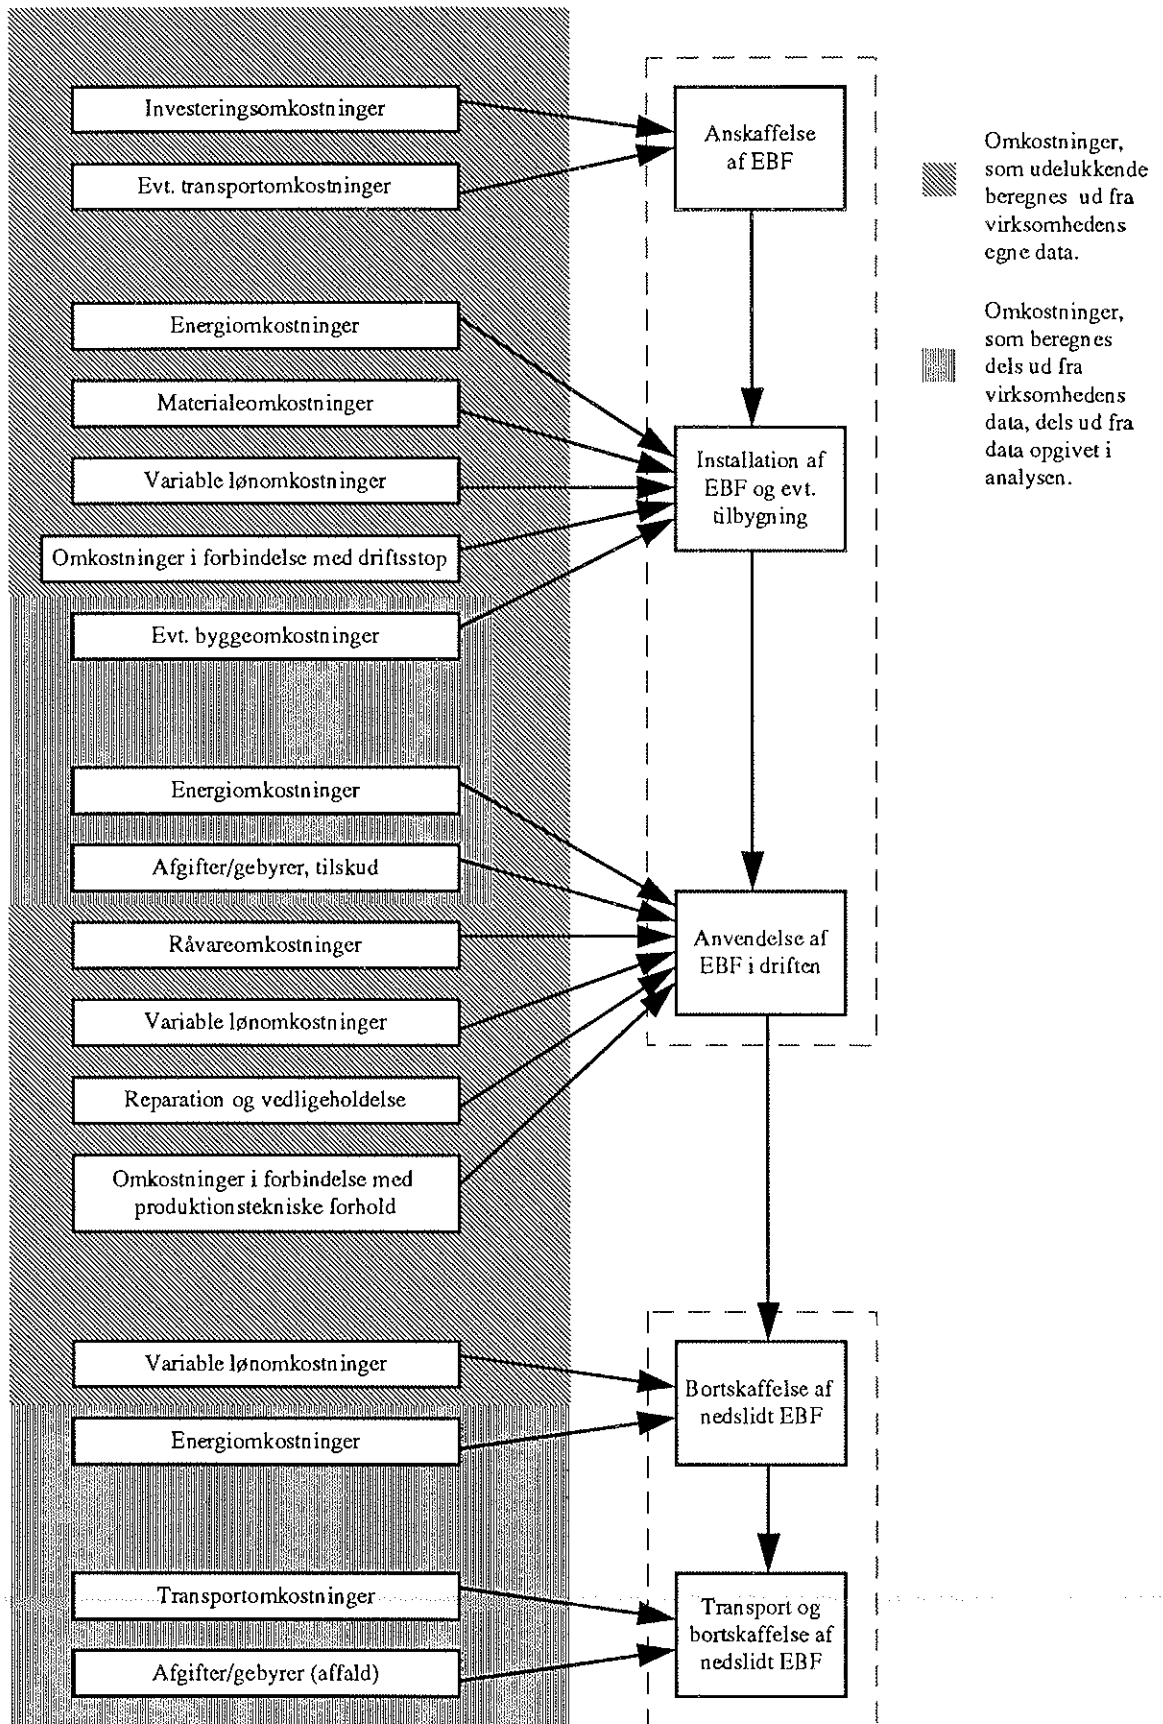 Investeringsomkostninger
Evt. transportomkostninger
Anskaffelse
af EBF
Omkostninger,
som udelukkende
beregnes ud fra
virksomhedens
egne data.
Omkostninger,
som beregnes
dels ud fra
virksomhedens
data, dels ud fra
data opgivet i
analysen.
Energiomkostninger
Materialeomkostninger
Variable lønomkostninger
Omkostninger i forbindelse med driftsstop
Evt. byggeomkostninger
Installation af
EBF og evt.
tilbygning
Energiomkostninger
Afgifter/gebyrer, tilskud
Råvareomkostninger
Variable lønomkostninger
Reparation og vedligeholdelse
Omkostninger i forbindelse med
produktionstekniske forhold
Anvendelse af
EBF i driften
Variable lønomkostninger
Energiomkostninger
Bortskaffelse af
nedslidt EBF
Transportomkostninger
Afgifter/gebyrer (affald)
Transport og
bortskaffelse af
nedslidt EBF